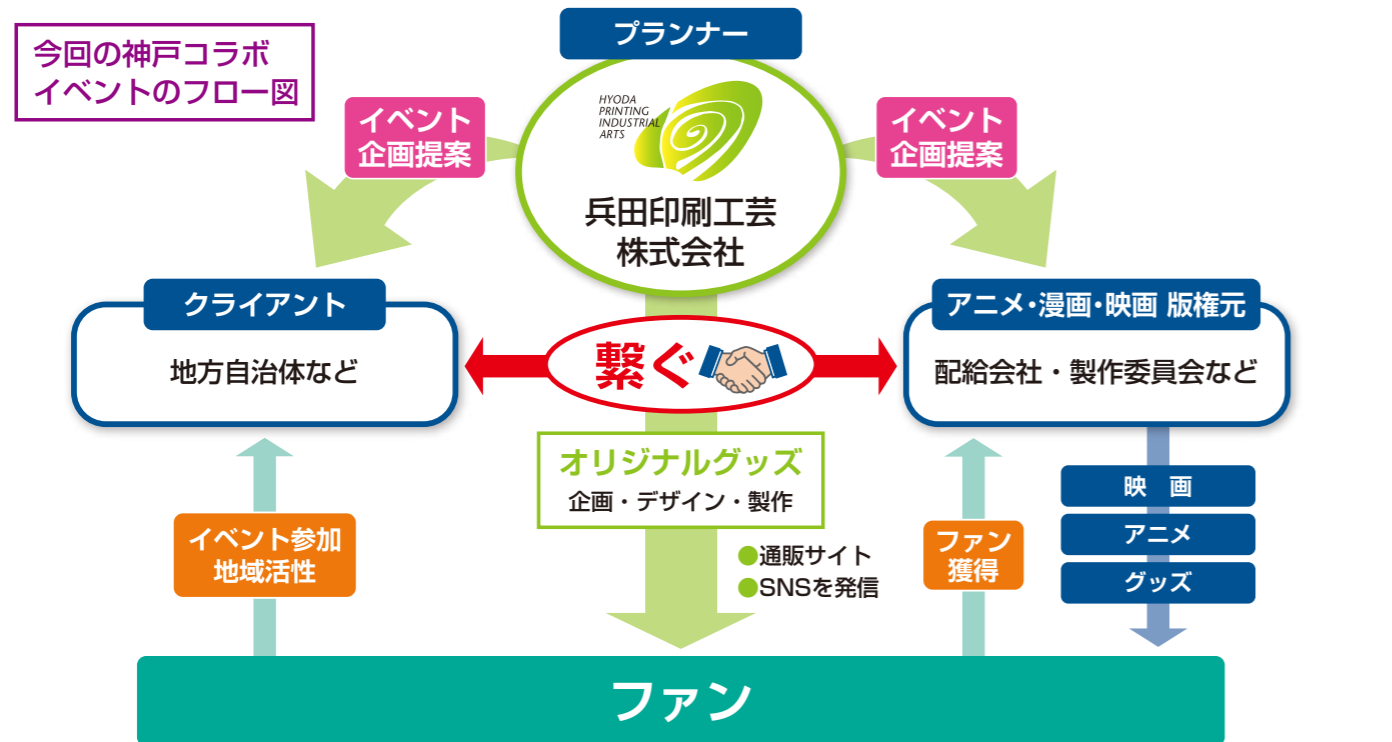 今回の神戸コラボ
イベントのフロー図
プランナー
HYODA
PRINTING
INDUSTRIAL
ARTS
兵田印刷工芸
株式会社
イベント
企画提案
イベント
企画提案
クライアント
地方自治体など
繋ぐ
アニメ・漫画・映画 版権元
配給会社・製作委員会など
オリジナルグッズ
企画・デザイン・製作
●通販サイト
●SNSを発信
イベント参加
地域活性
ファン
獲得
映　画
アニメ
グッズ
ファン